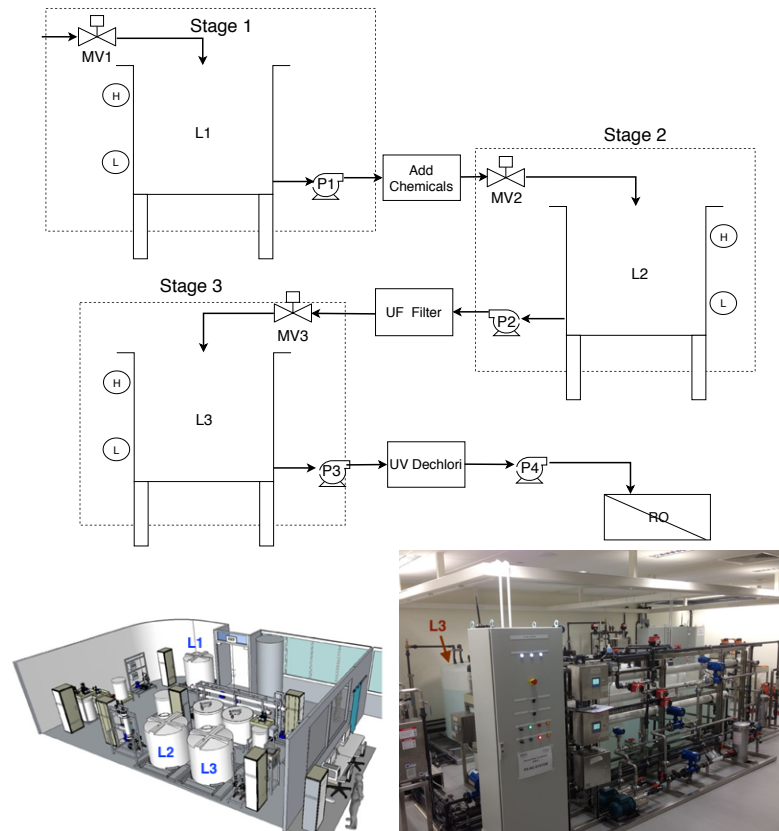 Stage 1
MV1
H
L1
L
P1
Add
Chemicals
Stage 2
MV2
H
L2
L
Stage 3
MV3
UF Filter
P2
H
L3
L
P3
UV Dechlori
P4
RO
L1
L2
L3
L3